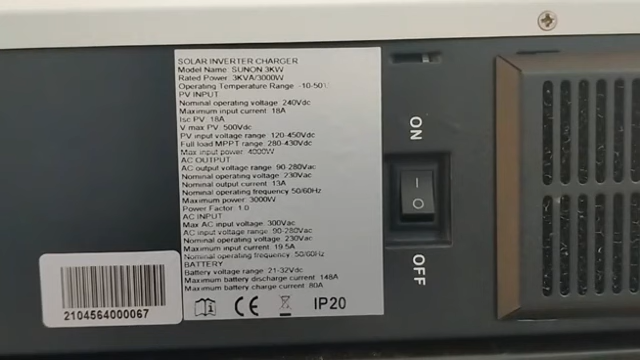 SOLAR INVERTER CHARGER
Model Name: SUNON 3KW
Rated Power: 3KVA/3000W
Operating Temperature Range -10-50
PV INPUT
Nominal operating voltage: 240Vdc
Maximum input current: 18A
Isc PV: 18A
V max PV: 500Vdc
PV input voltage range: 120-450Vdc
Full load MPPT range: 280-430Vdc
Max input power: 4000W
AC OUTPUT
AC output voltage range: 90-280Vac
Nominal operating voltage: 230Vac
Nominal output current: 13A
Nominal operating frequency 50/60Hz
Maximum power: 3000W
Power Factor: 1.0
AC INPUT
Max AC input voltage: 300Vac
AC input voltage range: 90-280Vac
Nominal operating voltage: 230Vac
Maximum input current: 19.5A
Nominal operating frequency: 50/60Hz
BATTERY
Battery voltage range: 21-32Vdc
Maximum battery discharge current: 148A
Maximum battery charge current: 80A
CE IP20
2104564000067
ON
OFF